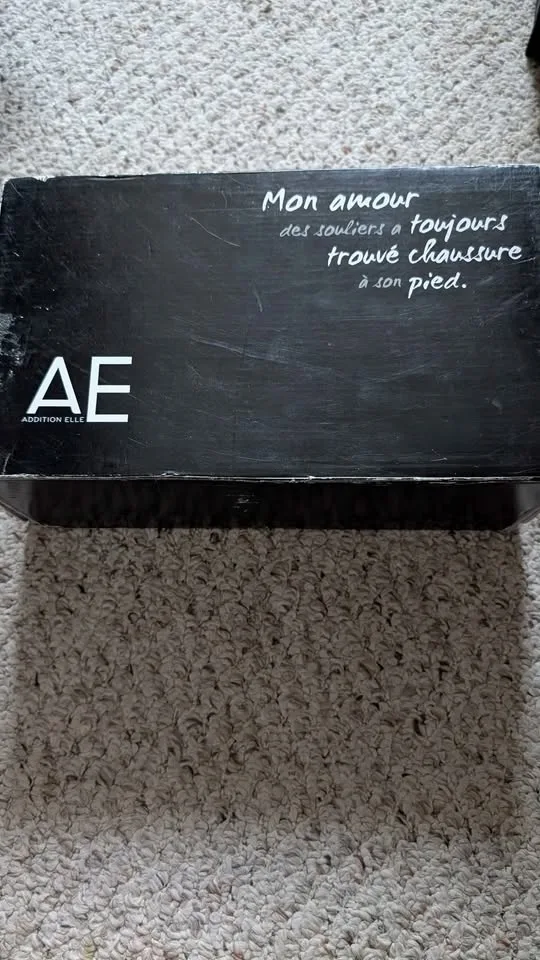 Mon amour
des souliers a toujours
trouvé chaussure
à son pied.
AE
ADDITION ELLE